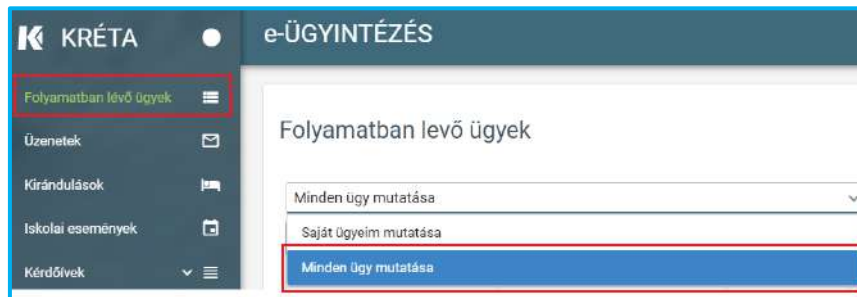 KRÉTA
e-ÜGYINTÉZÉS
Folyamatban lévő ügyek
Üzenetek
Kirándulások
Iskolai események
Kérdőívek
Folyamatban levő ügyek
Minden ügy mutatása
Saját ügyeim mutatása
Minden ügy mutatása